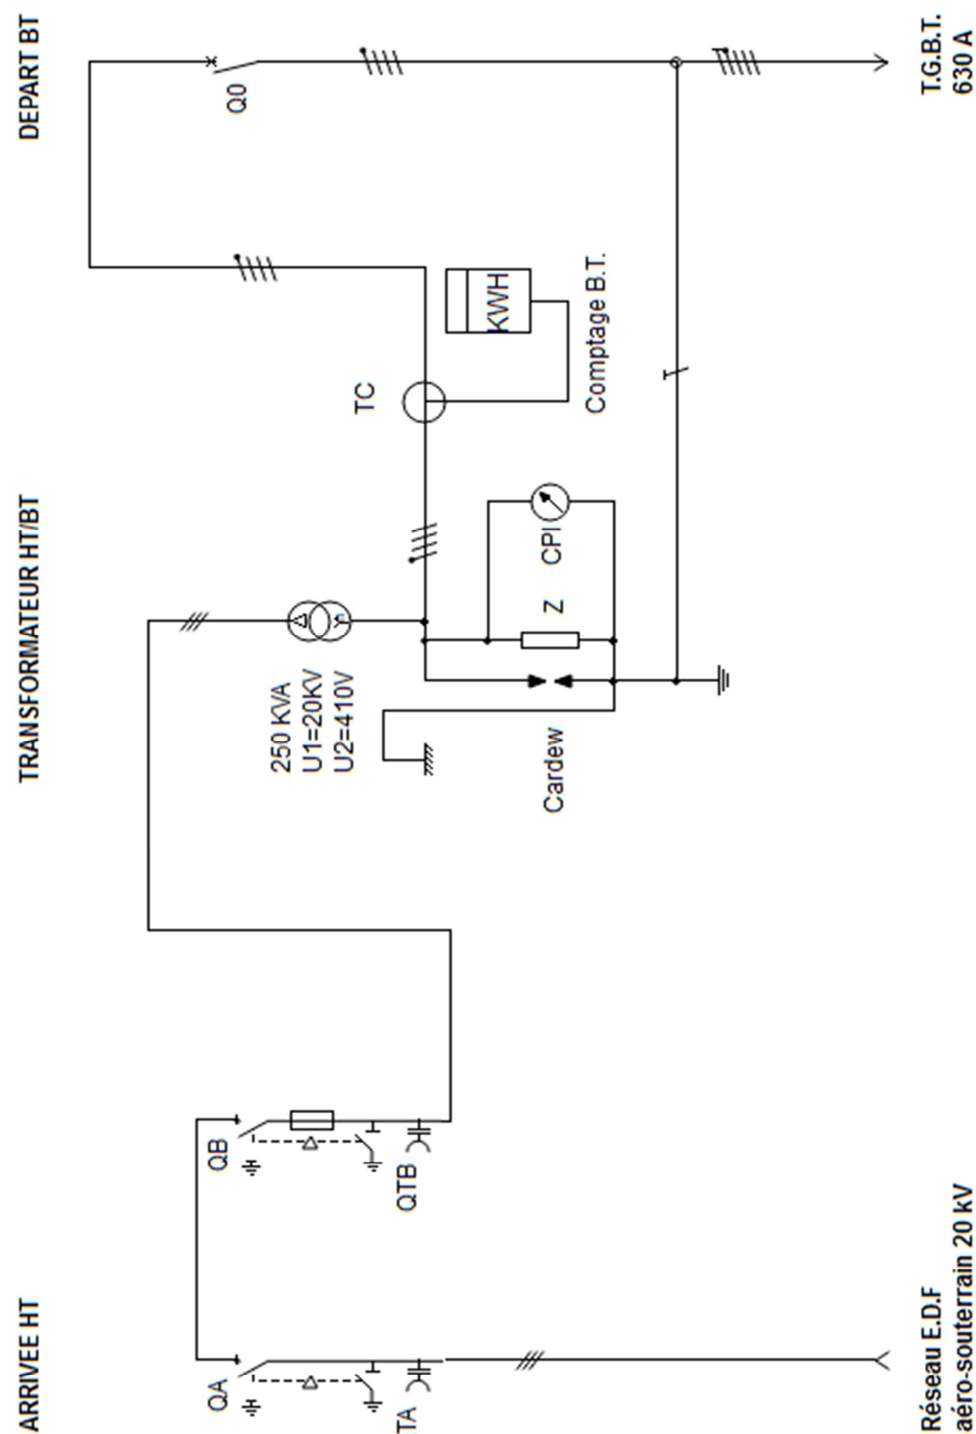 ARRIVEE HT
TRANSFORMATEUR HT/BT
DEPART BT
QA
TA
QB
QTB
250 KVA
U1=20KV
U2=410V
Cardew
Z
CPI
TC
KWH
Comptage B.T.
Q0
Réseau E.D.F
aéro-souterrain 20 kV
T.G.B.T.
630 A